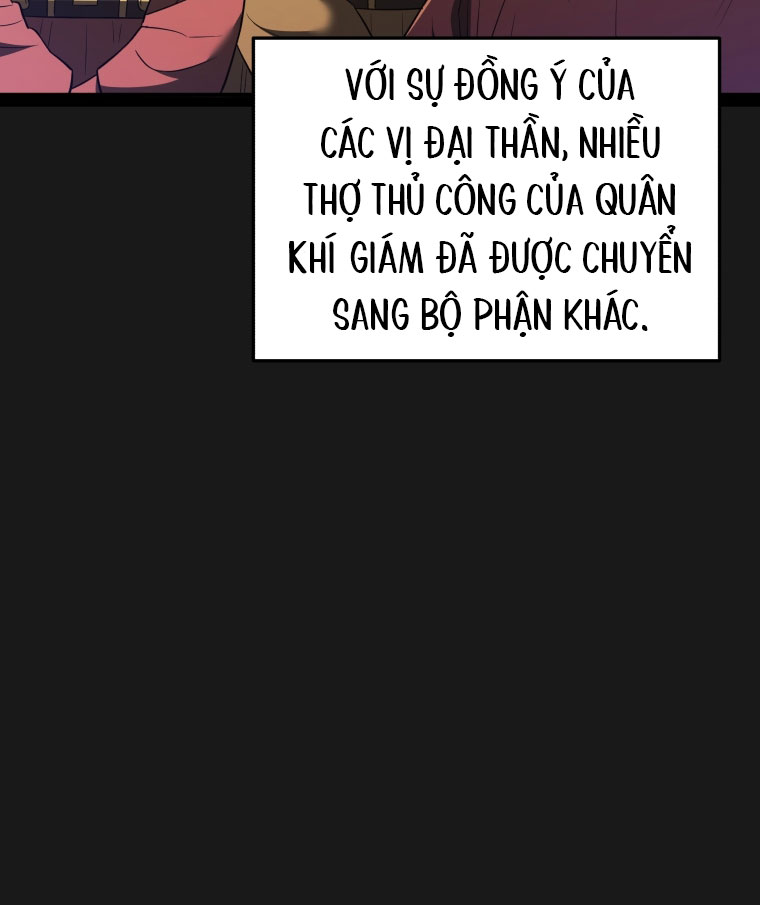 VỚI SỰ ĐỒNG Ý CỦA
CÁC VỊ ĐẠI THẦN, NHIỀU
THỢ THỦ CÔNG CỦA QUÂN
KHÍ GIÁM ĐÃ ĐƯỢC CHUYỂN
SANG BỘ PHẬN KHÁC.